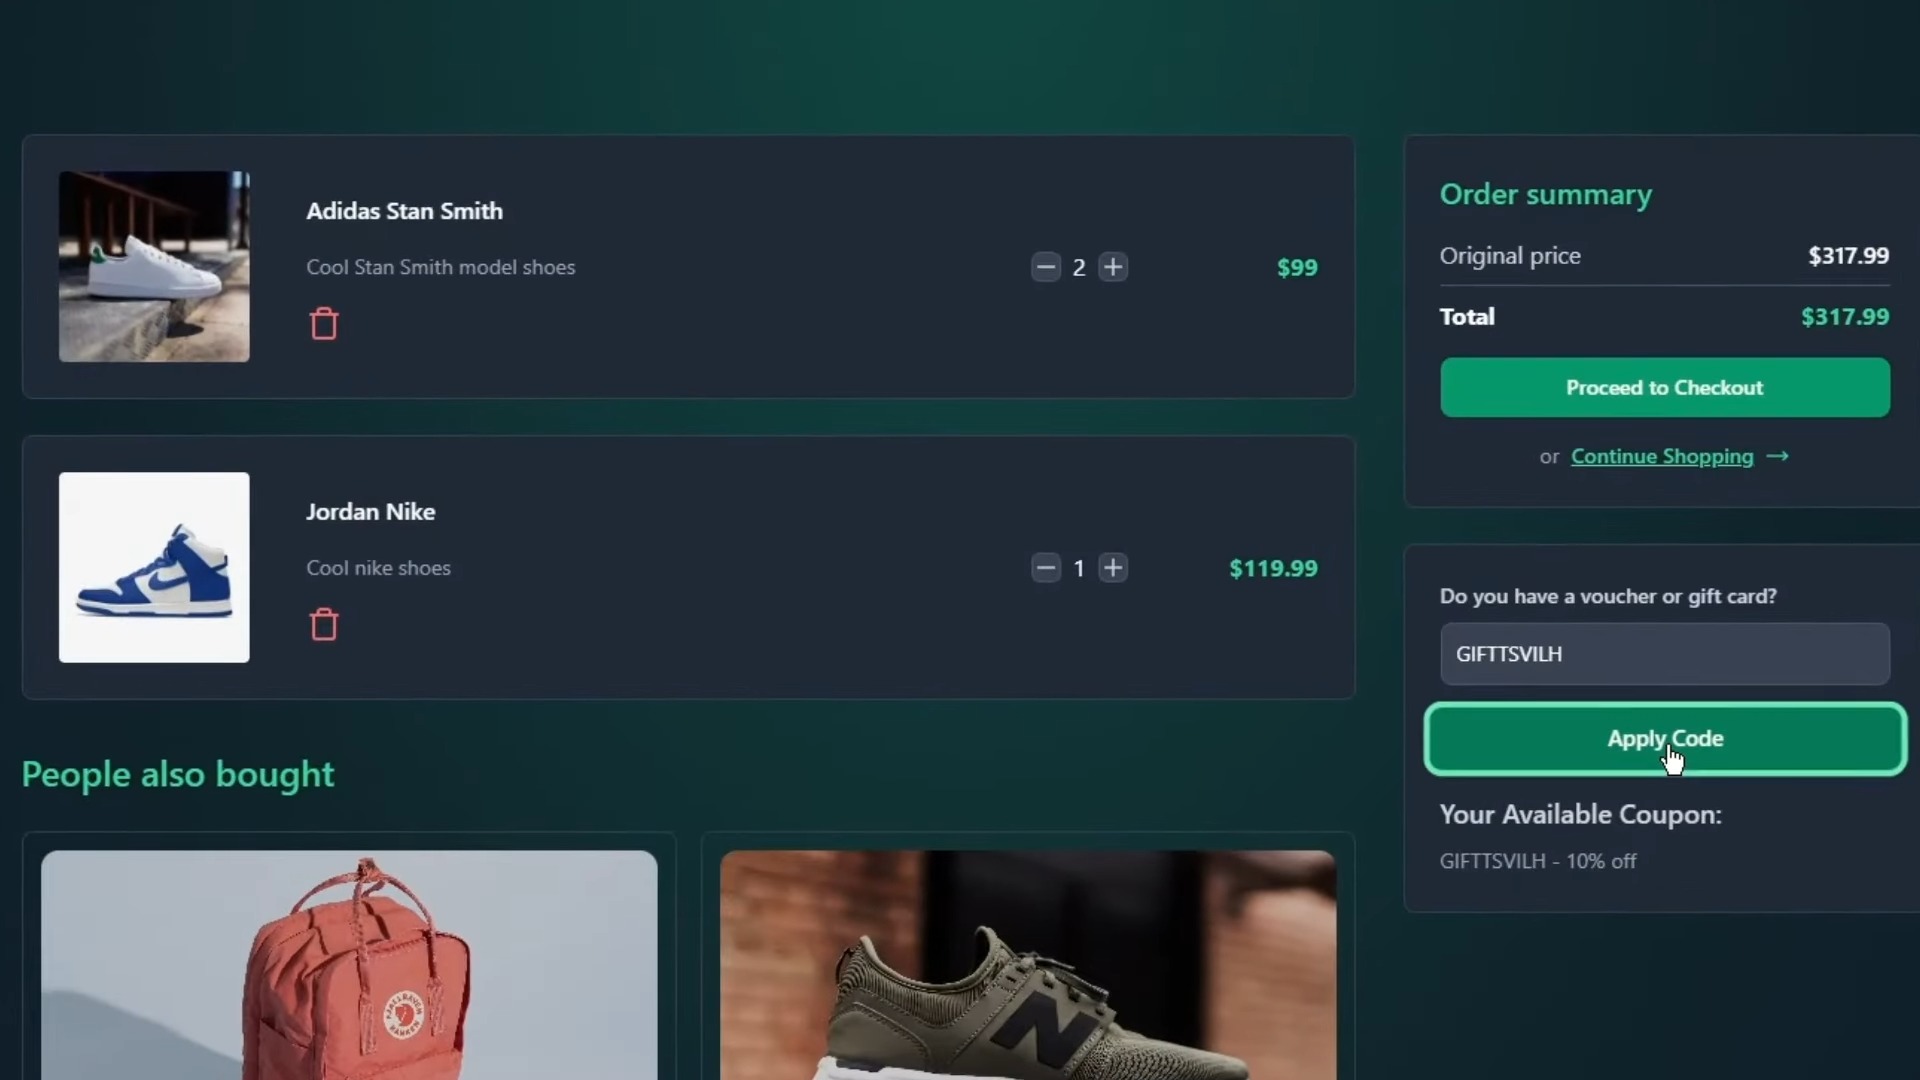 Adidas Stan Smith
Cool Stan Smith model shoes
2
$99
Jordan Nike
Cool nike shoes
1
$119.99
People also bought
FJÄLLRÄVEN
KÅNKEN
N
Order summary
Original price $317.99
Total $317.99
Proceed to Checkout
or Continue Shopping →
Do you have a voucher or gift card?
GIFTTSVILH
Apply Code
Your Available Coupon:
GIFTTSVILH - 10% off